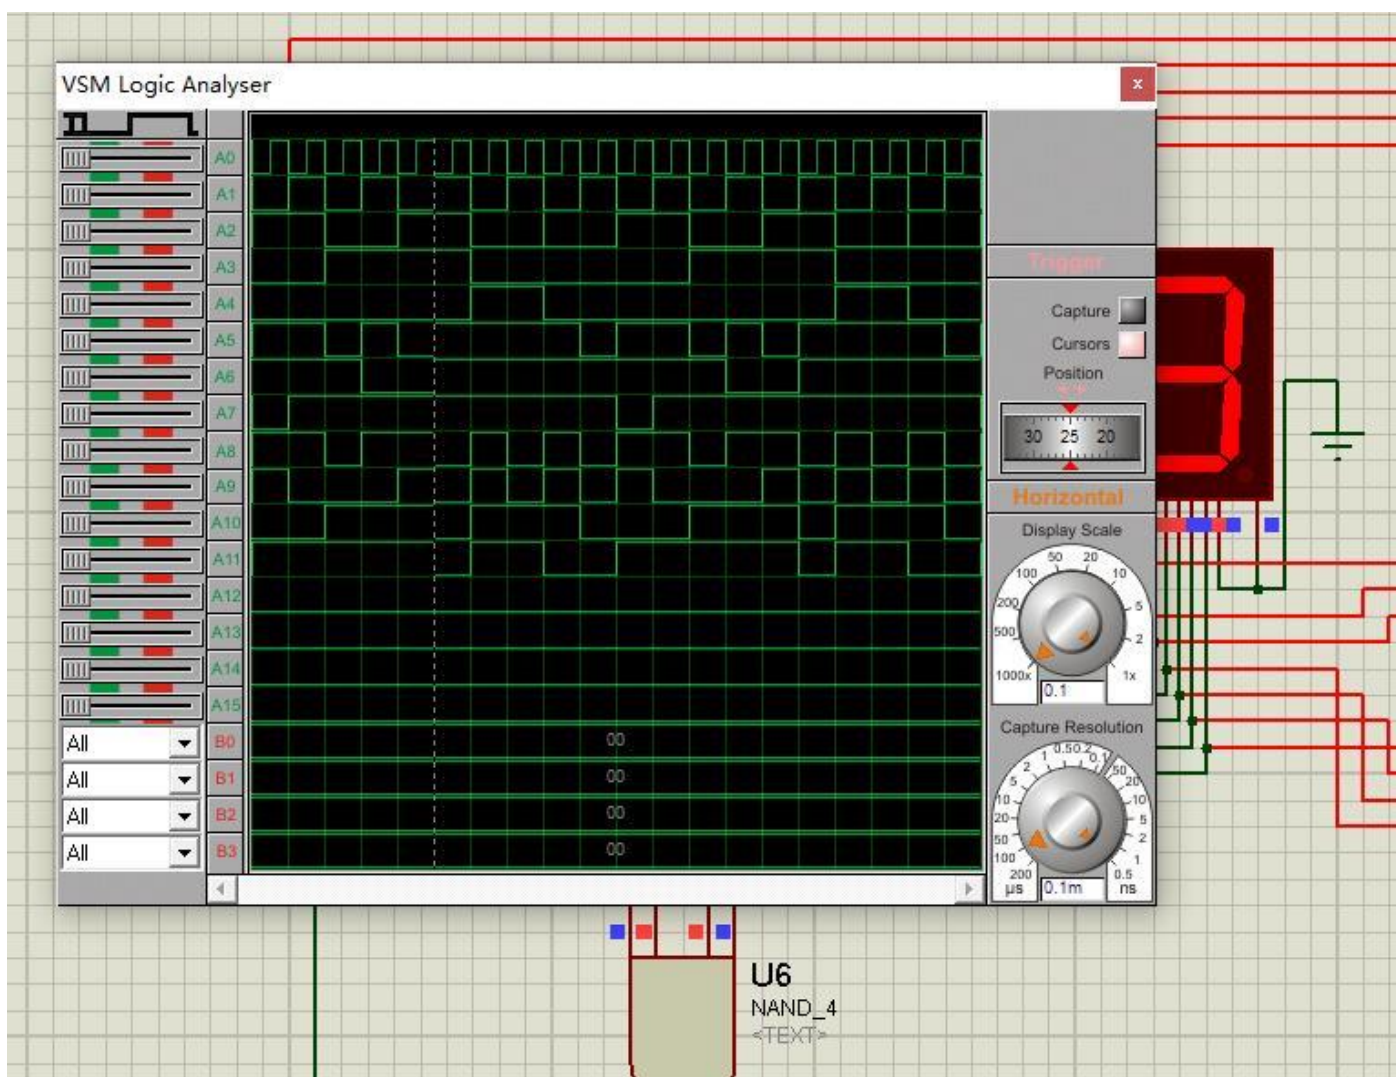 VSM Logic Analyser
x
A0
A1
A2
A3
A4
A5
A6
A7
A8
A9
A10
A11
A12
A13
A14
A15
All B0 00
All B1 00
All B2 00
All B3 00
Trigger
Capture
Cursors
Position
30 25 20
Horizontal
Display Scale
1000x 500 200 100 50 20 10 5 2 1x
0.1
Capture Resolution
200 100 50 20 10 5 2 1 0.5 0.2 0.1 50 20 10 5 2 1 0.5
µs ns
0.1m
U6
NAND_4
<TEXT>